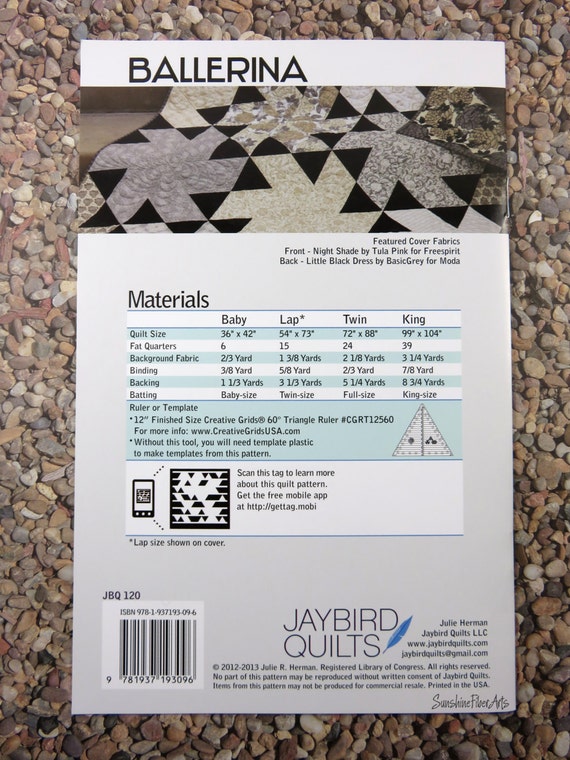 BALLERINA
Featured Cover Fabrics
Front - Night Shade by Tula Pink for Freespirit
Back - Little Black Dress by BasicGrey for Moda
Materials
Baby Lap* Twin King
Quilt Size 36" x 42" 54" x 73" 72" x 88" 99" x 104"
Fat Quarters 6 15 24 39
Background Fabric 2/3 Yard 1 3/8 Yards 2 1/8 Yards 3 1/4 Yards
Binding 3/8 Yard 5/8 Yard 2/3 Yard 7/8 Yard
Backing 1 1/3 Yards 3 1/3 Yards 5 1/4 Yards 8 3/4 Yards
Batting Baby-size Twin-size Full-size King-size
Ruler or Template
• 12" Finished Size Creative Grids® 60° Triangle Ruler #CGRT12560
For more info: www.CreativeGridsUSA.com
• Without this tool, you will need template plastic
to make templates from this pattern.
Scan this tag to learn more
about this quilt pattern.
Get the free mobile app
at http://gettag.mobi
*Lap size shown on cover.
JBQ 120
ISBN 978-1-937193-09-6
9 781937 193096
JAYBIRD
QUILTS
Julie Herman
Jaybird Quilts LLC
www.jaybirdquilts.com
jaybirdquilts@gmail.com
© 2012-2013 Julie R. Herman. Registered Library of Congress. All rights reserved.
No part of this pattern may be reproduced without written consent of Jaybird Quilts.
Items from this pattern may not be produced for commercial resale. Printed in the USA.
SunshineFiberArts